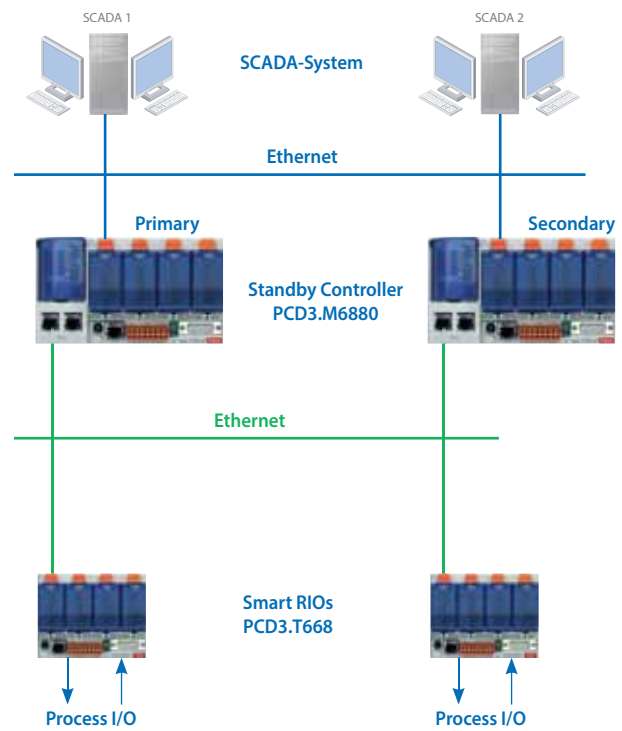 SCADA 1
SCADA 2
SCADA-System
Ethernet
Primary
Secondary
Standby Controller
PCD3.M6880
Ethernet
Smart RIOs
PCD3.T668
Process I/O
Process I/O